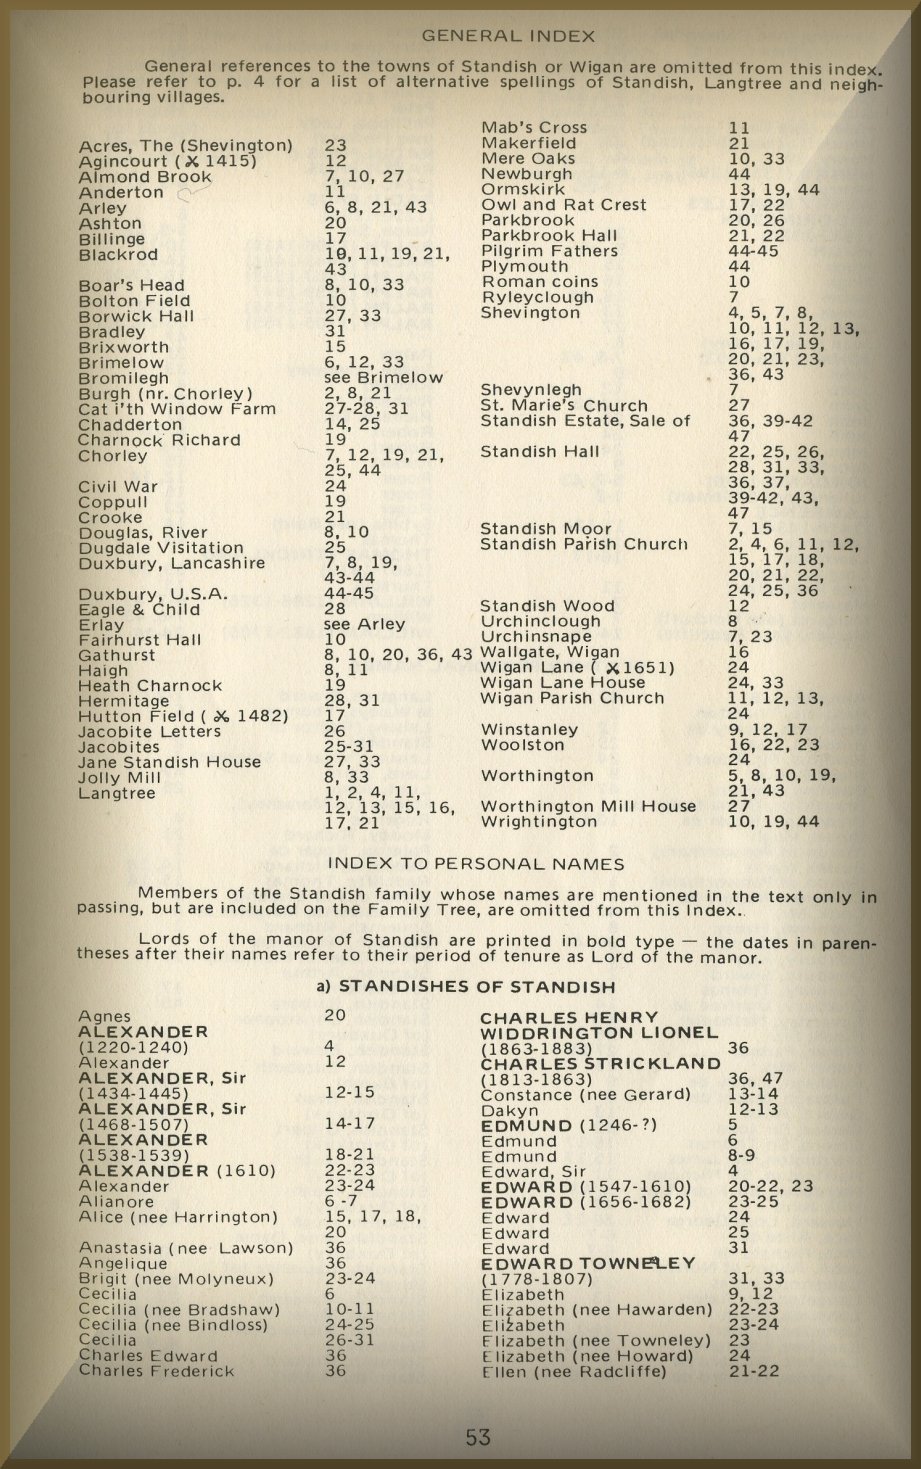 GENERAL INDEX
General references to the towns of Standish or Wigan are omitted from this index.
Please refer to p. 4 for a list of alternative spellings of Standish, Langtree and neigh-
bouring villages.
Acres, The (Shevington) 23
Agincourt ( 1415) 12
Almond Brook 7, 10, 27
Anderton 11
Arley 6, 8, 21, 43
Ashton 20
Billinge 17
Blackrod 10, 11, 19, 21,
43
Boar's Head 8, 10, 33
Bolton Field 10
Borwick Hall 27, 33
Bradley 31
Brixworth 15
Brimelow 6, 12, 33
Bromilegh see Brimelow
Burgh (nr. Chorley) 2, 8, 21
Cat i'th Window Farm 27-28, 31
Chadderton 14, 25
Charnock Richard 19
Chorley 7, 12, 19, 21,
25, 44
Civil War 24
Coppull 19
Crooke 21
Douglas, River 8, 10
Dugdale Visitation 25
Duxbury, Lancashire 7, 8, 19,
43-44
Duxbury, U.S.A. 44-45
Eagle & Child 28
Erlay see Arley
Fairhurst Hall 10
Gathurst 8, 10, 20, 36, 43
Haigh 8, 11
Heath Charnock 19
Hermitage 28, 31
Hutton Field ( 1482) 17
Jacobite Letters 26
Jacobites 25-31
Jane Standish House 27, 33
Jolly Mill 8, 33
Langtree 1, 2, 4, 11,
12, 13, 15, 16,
17, 21
Mab's Cross 11
Makerfield 21
Mere Oaks 10, 33
Newburgh 44
Ormskirk 13, 19, 44
Owl and Rat Crest 17, 22
Parkbrook 20, 26
Parkbrook Hall 21, 22
Pilgrim Fathers 44-45
Plymouth 44
Roman coins 10
Ryleyclough 7
Shevington 4, 5, 7, 8,
10, 11, 12, 13,
16, 17, 19,
20, 21, 23,
36, 43
Shevynlegh 7
St. Marie's Church 27
Standish Estate, Sale of 36, 39-42
47
Standish Hall 22, 25, 26,
28, 31, 33,
36, 37,
39-42, 43,
47
Standish Moor 7, 15
Standish Parish Church 2, 4, 6, 11, 12,
15, 17, 18,
20, 21, 22,
24, 25, 36
Standish Wood 12
Urchinclough 8
Urchinsnape 7, 23
Wallgate, Wigan 16
Wigan Lane ( 1651) 24
Wigan Lane House 24, 33
Wigan Parish Church 11, 12, 13,
24
Winstanley 9, 12, 17
Woolston 16, 22, 23
24
Worthington 5, 8, 10, 19,
21, 43
Worthington Mill House 27
Wrightington 10, 19, 44
INDEX TO PERSONAL NAMES
Members of the Standish family whose names are mentioned in the text only in
passing, but are included on the Family Tree, are omitted from this Index.
Lords of the manor of Standish are printed in bold type — the dates in paren-
theses after their names refer to their period of tenure as Lord of the manor.
a) STANDISHES OF STANDISH
Agnes 20
ALEXANDER
(1220-1240) 4
Alexander 12
ALEXANDER, Sir
(1434-1445) 12-15
ALEXANDER, Sir
(1468-1507) 14-17
ALEXANDER
(1538-1539) 18-21
ALEXANDER (1610) 22-23
Alexander 23-24
Alianore 6 -7
Alice (nee Harrington) 15, 17, 18,
20
Anastasia (nee Lawson) 36
Angelique 36
Brigit (nee Molyneux) 23-24
Cecilia 6
Cecilia (nee Bradshaw) 10-11
Cecilia (nee Bindloss) 24-25
Cecilia 26-31
Charles Edward 36
Charles Frederick 36
CHARLES HENRY
WIDDRINGTON LIONEL
(1863-1883) 36
CHARLES STRICKLAND
(1813-1863) 36, 47
Constance (nee Gerard) 13-14
Dakyn 12-13
EDMUND (1246-?) 5
Edmund 6
Edmund 8-9
Edward, Sir 4
EDWARD (1547-1610) 20-22, 23
EDWARD (1656-1682) 23-25
Edward 24
Edward 25
Edward 31
EDWARD TOWNELEY
(1778-1807) 31, 33
Elizabeth 9, 12
Elizabeth (nee Hawarden) 22-23
Elizabeth 23-24
Elizabeth (nee Towneley) 23
Elizabeth (nee Howard) 24
Ellen (nee Radcliffe) 21-22
53